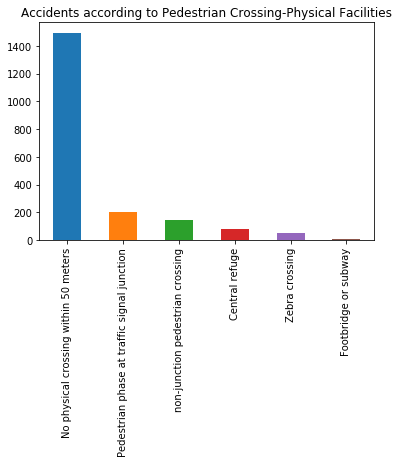 Accidents according to Pedestrian Crossing-Physical Facilities
1400
1200
1000
800
600
400
200
0
No physical crossing within 50 meters
Pedestrian phase at traffic signal junction
non-junction pedestrian crossing
Central refuge
Zebra crossing
Footbridge or subway